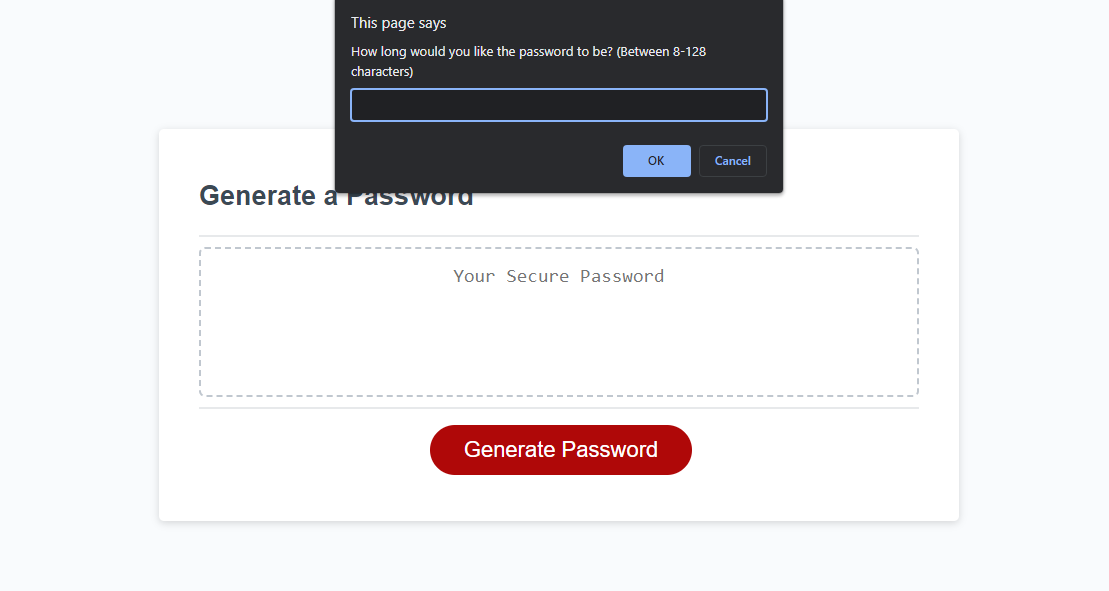 This page says
How long would you like the password to be? (Between 8-128
characters)
OK
Cancel
Generate a Password
Your Secure Password
Generate Password